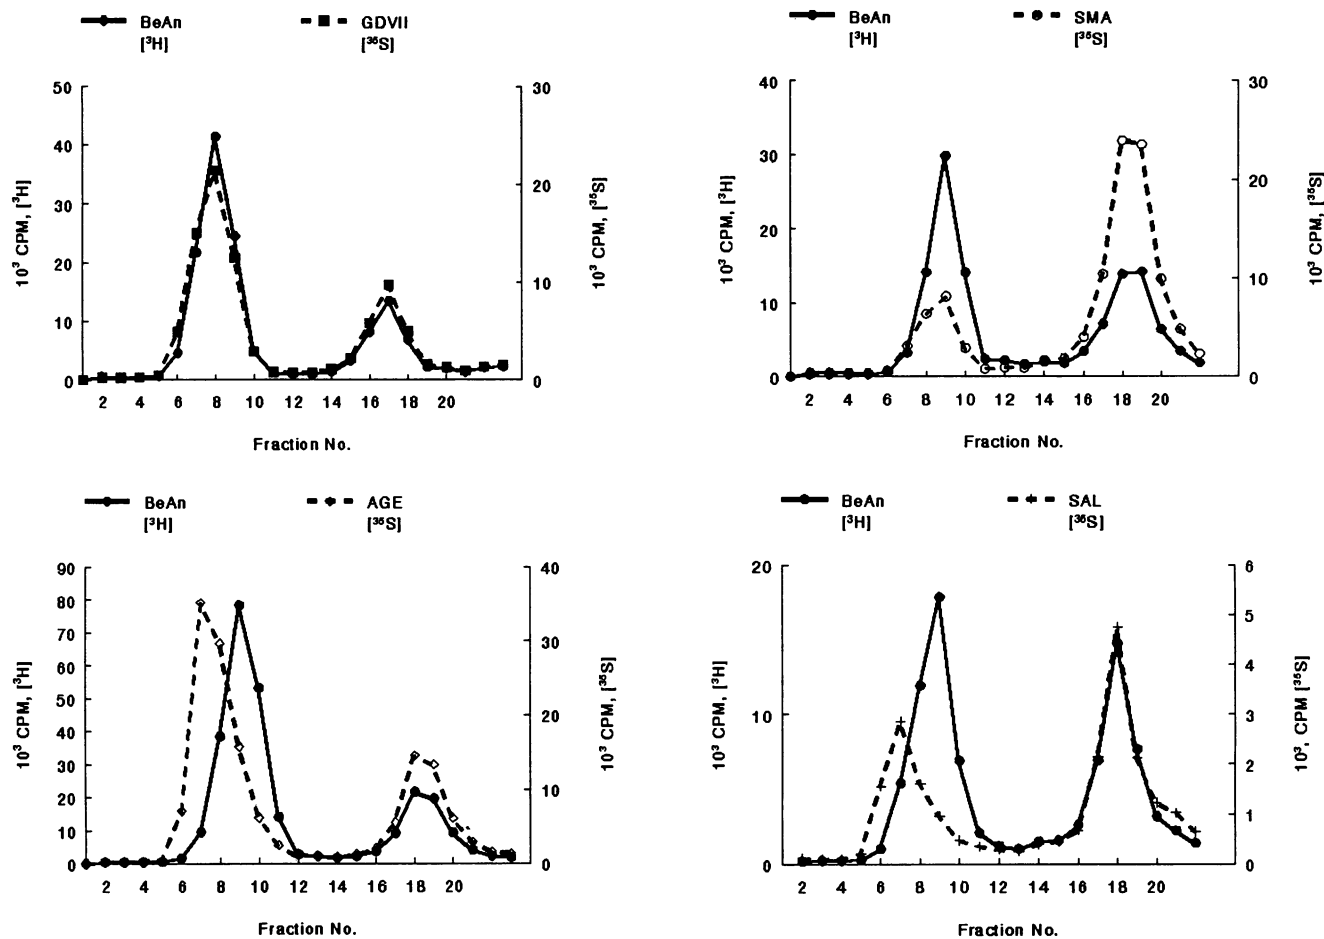 BeAn GDVII
[³H] [³⁵S]
50 30
40
30 20
20
10 10
0 0
2 4 6 8 10 12 14 16 18 20
10³ CPM, [³H]
10³ CPM, [³⁵S]
Fraction No.
BeAn SMA
[³H] [³⁵S]
40 30
30
20
20
10 10
0 0
2 4 6 8 10 12 14 16 18 20
10³ CPM, [³H]
10³ CPM, [³⁵S]
Fraction No.
BeAn AGE
[³H] [³⁵S]
90 40
80
70 30
60
50
40 20
30
20 10
10
0 0
2 4 6 8 10 12 14 16 18 20
10³ CPM, [³H]
10³ CPM, [³⁵S]
Fraction No.
BeAn SAL
[³H] [³⁵S]
20 6
5
4
10 3
2
1
0 0
2 4 6 8 10 12 14 16 18 20
10³ CPM, [³H]
10³, CPM [³⁵S]
Fraction No.